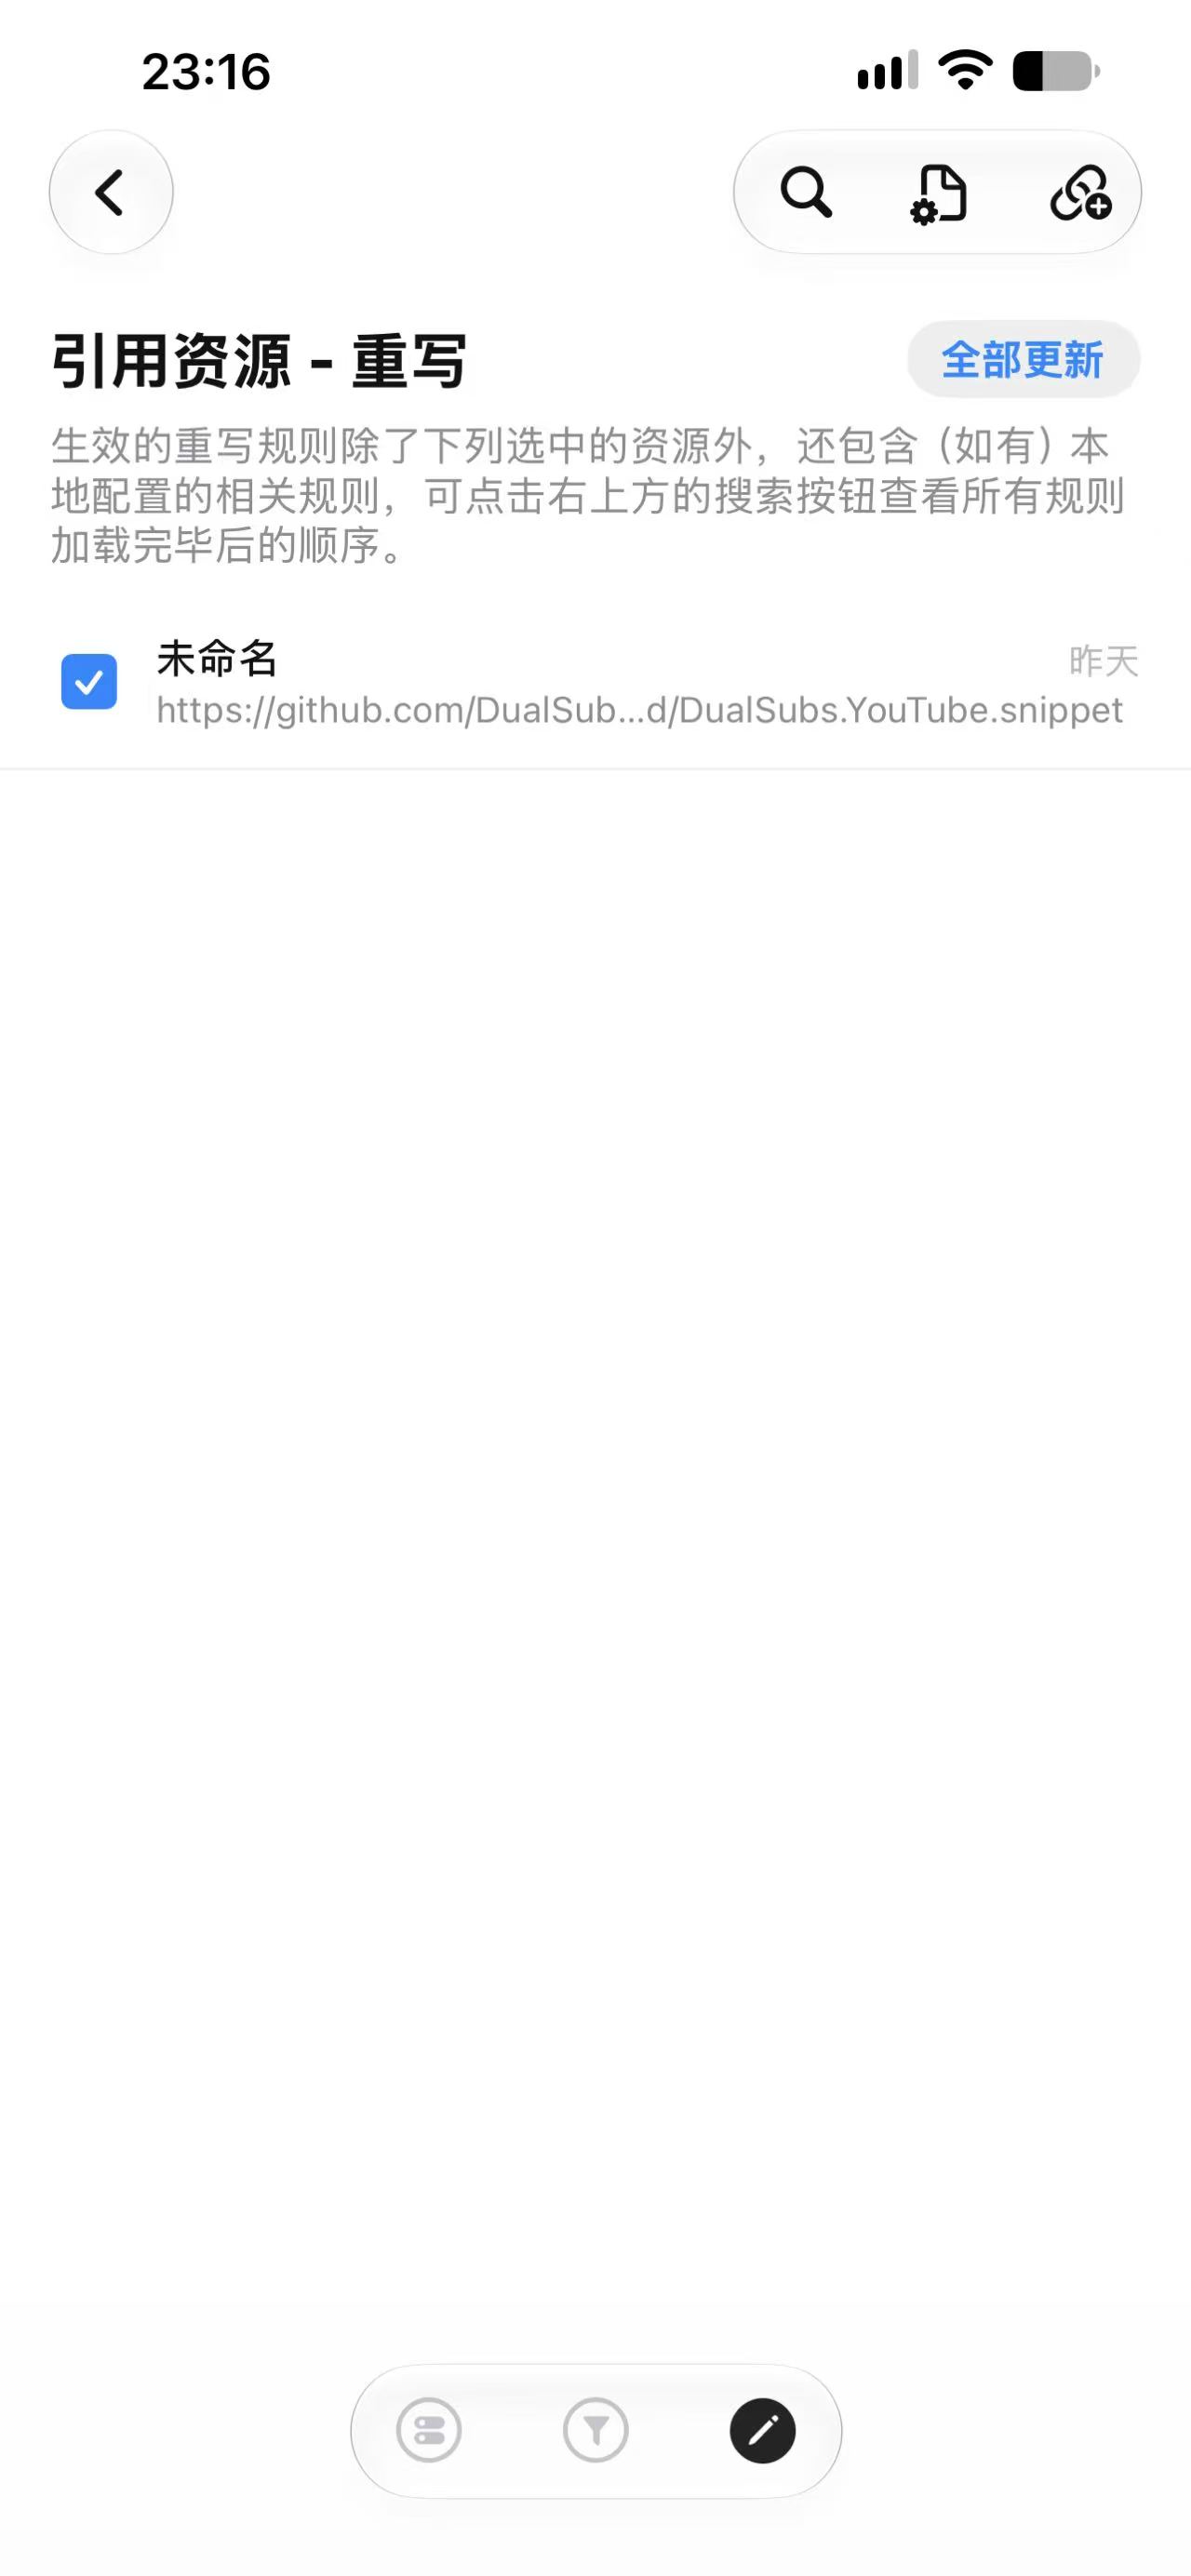 23:16
引用资源 - 重写
全部更新
生效的重写规则除了下列选中的资源外，还包含（如有）本
地配置的相关规则，可点击右上方的搜索按钮查看所有规则
加载完毕后的顺序。
未命名
昨天
https://github.com/DualSub...d/DualSubs.YouTube.snippet